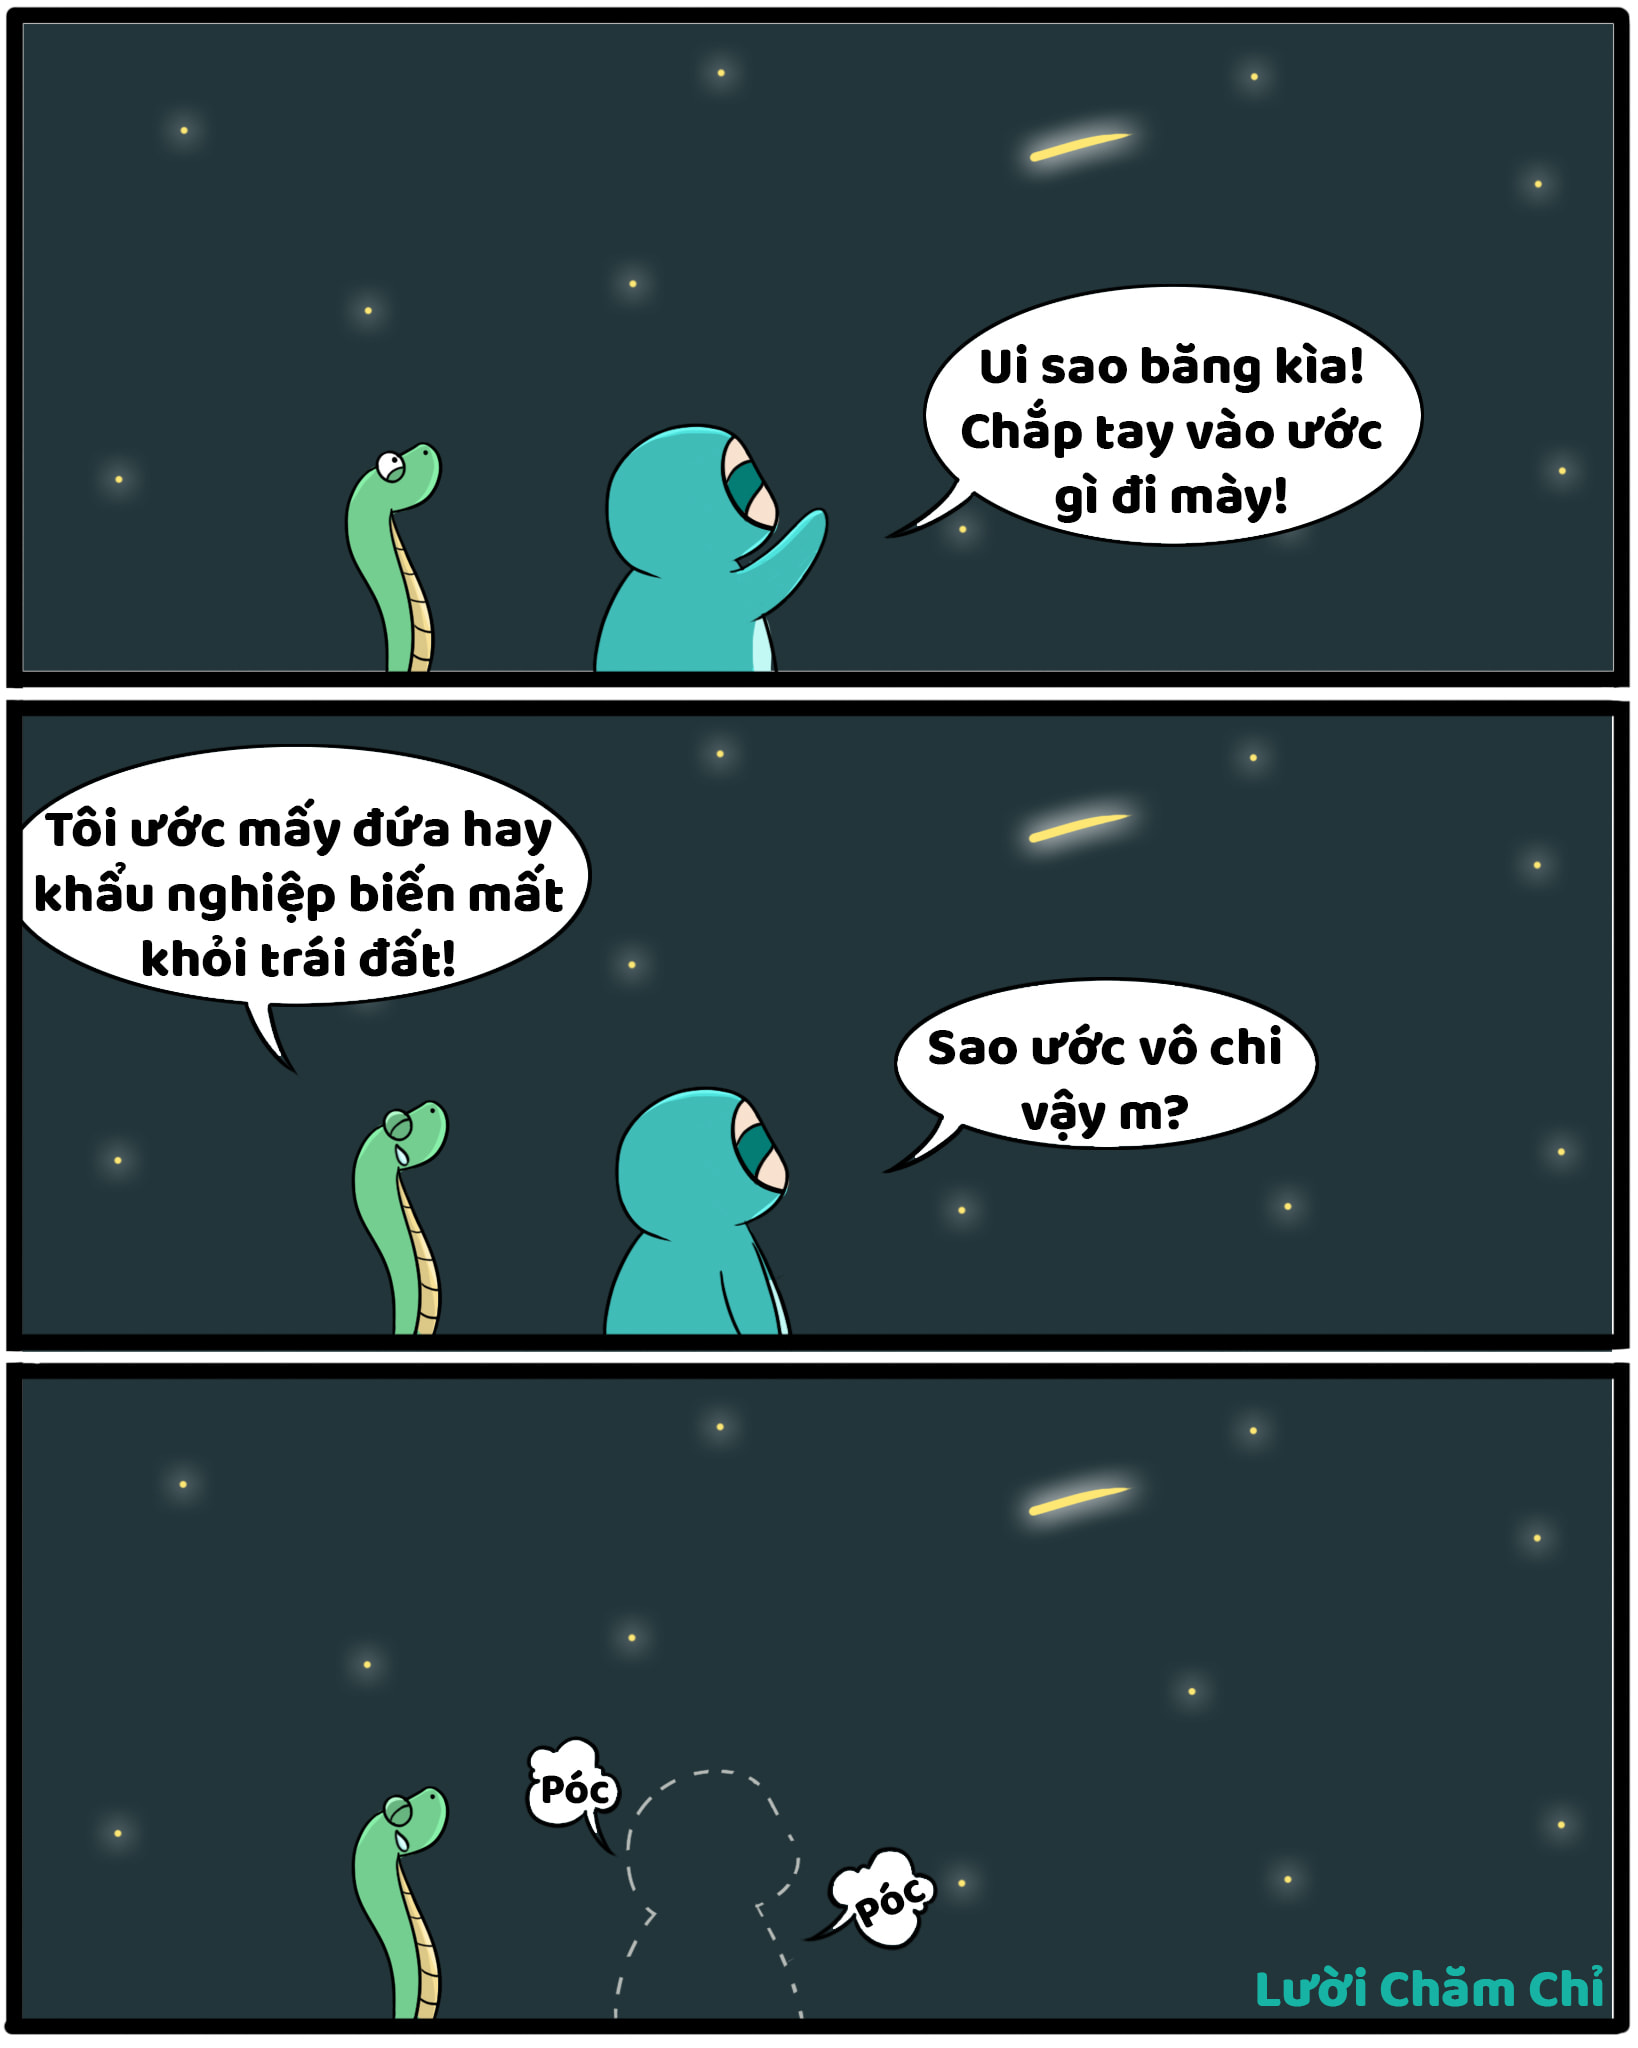 Ui sao băng kìa!
Chắp tay vào ước
gì đi mày!
Tôi ước mấy đứa hay
khẩu nghiệp biến mất
khỏi trái đất!
Sao ước vô chi
vậy m?
Póc
Póc
Lười Chăm Chỉ